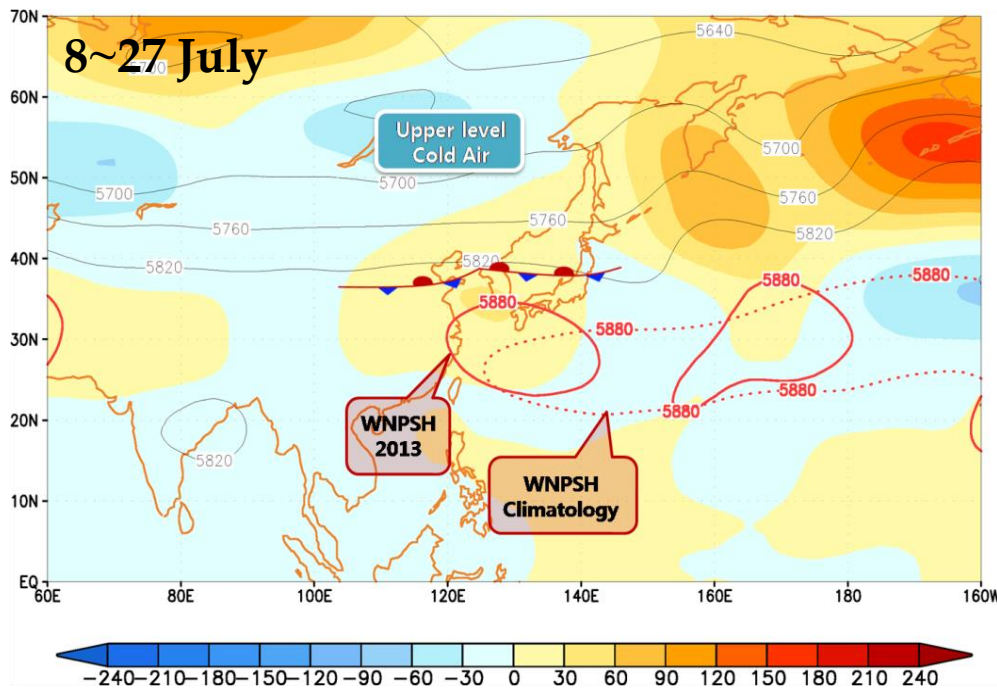 70N
8~27 July
5700
5640
60N
Upper level
Cold Air
5700
50N
5700
5700
5760
5760
5760
5820
40N
5820
5820
5880
5880
5880
30N
5880
5880
20N
WNPSH
2013
5820
WNPSH
Climatology
10N
EQ
60E
80E
100E
120E
140E
160E
180
160W
−240
−210
−180
−150
−120
−90
−60
−30
0
30
60
90
120
150
180
210
240